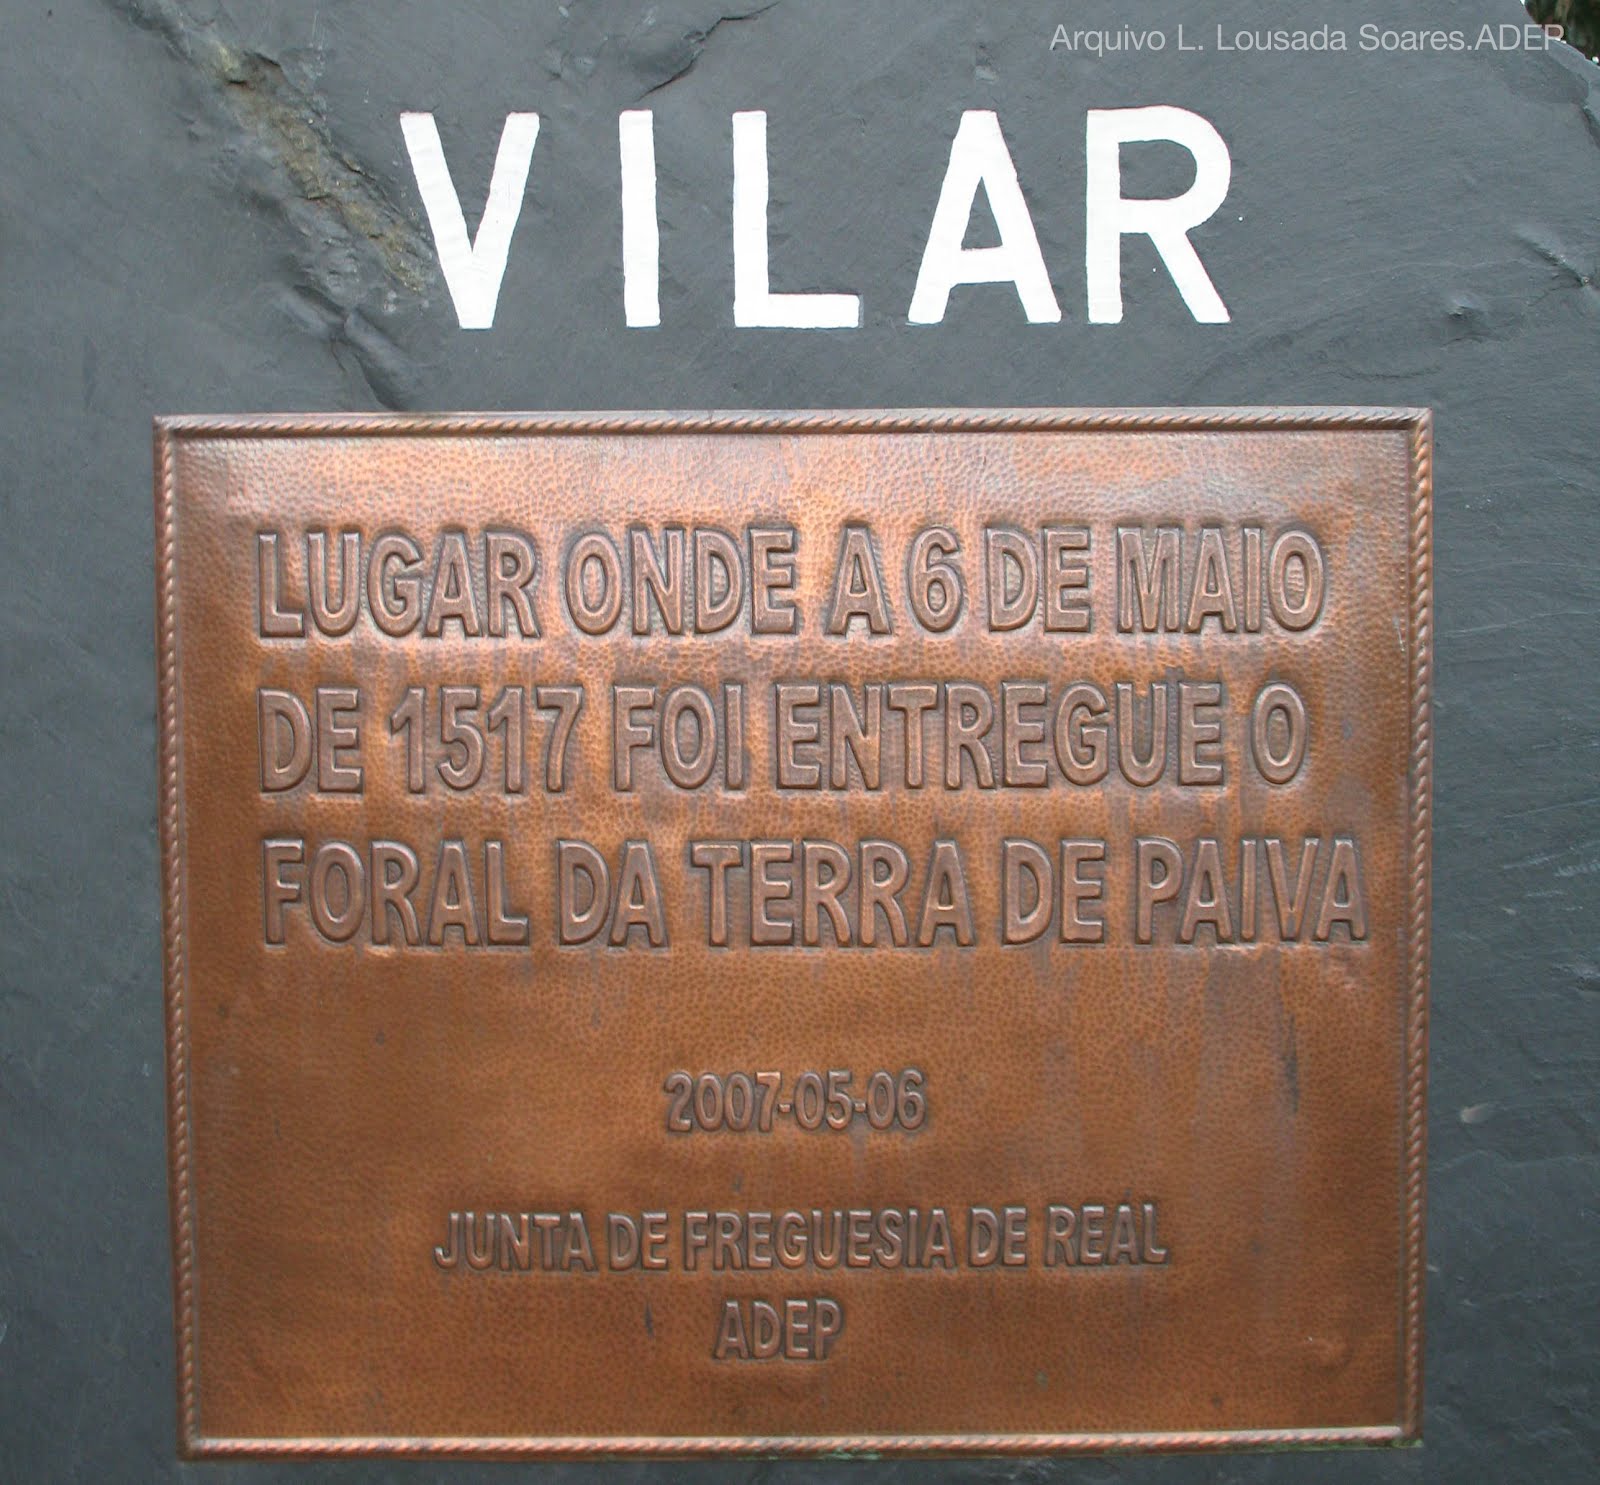 Arquivo L. Lousada Soares.ADEP
VILAR
LUGAR ONDE A 6 DE MAIO
DE 1517 FOI ENTREGUE O
FORAL DA TERRA DE PAIVA
2007-05-06
JUNTA DE FREGUESIA DE REAL
ADEP